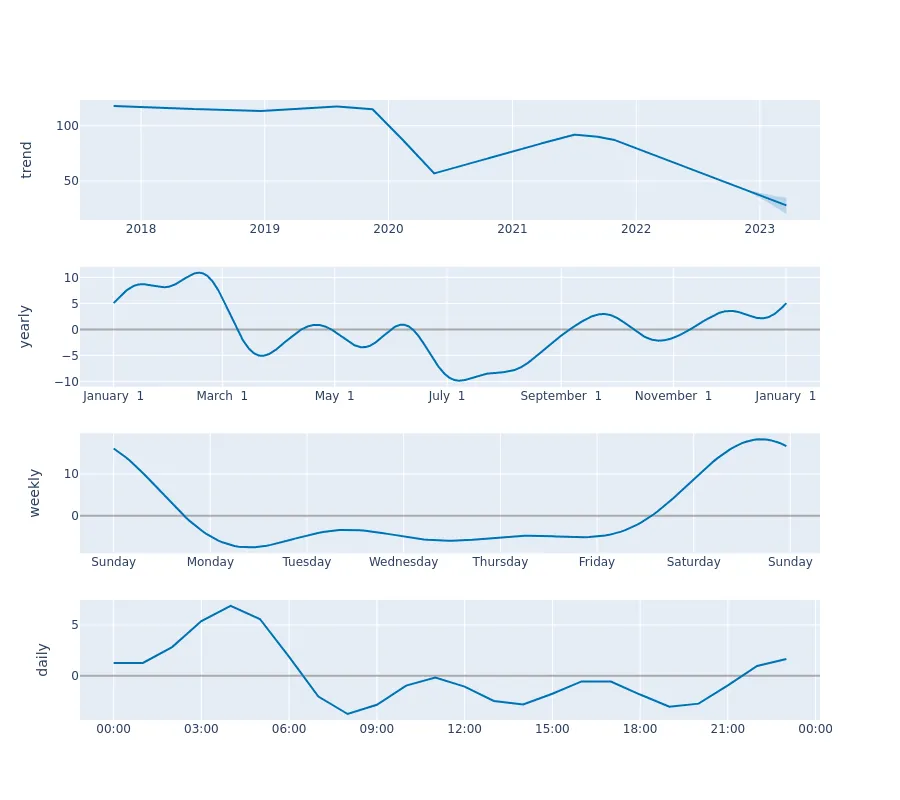 trend
100
50
2018 2019 2020 2021 2022 2023
yearly
10
5
0
−5
−10
January 1 March 1 May 1 July 1 September 1 November 1 January 1
weekly
10
0
Sunday Monday Tuesday Wednesday Thursday Friday Saturday Sunday
daily
5
0
00:00 03:00 06:00 09:00 12:00 15:00 18:00 21:00 00:00